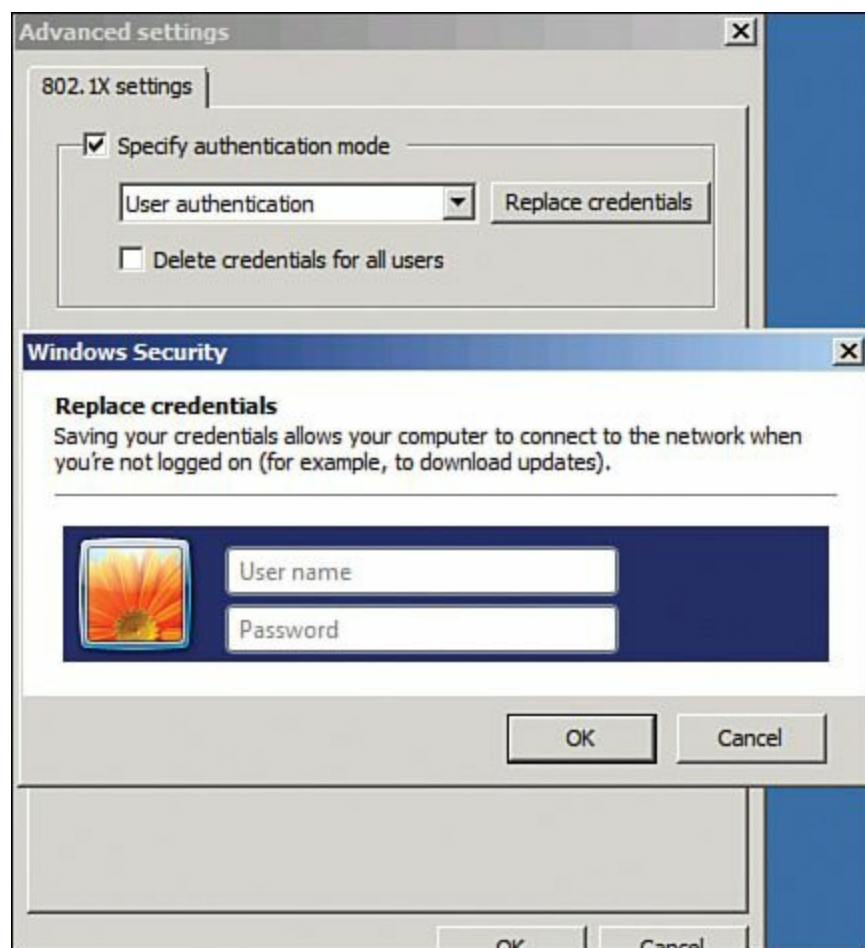 Advanced settings
802.1X settings
Specify authentication mode
User authentication
Replace credentials
Delete credentials for all users
Windows Security
Replace credentials
Saving your credentials allows your computer to connect to the network when
you're not logged on (for example, to download updates).
User name
Password
OK
Cancel
OK
Cancel